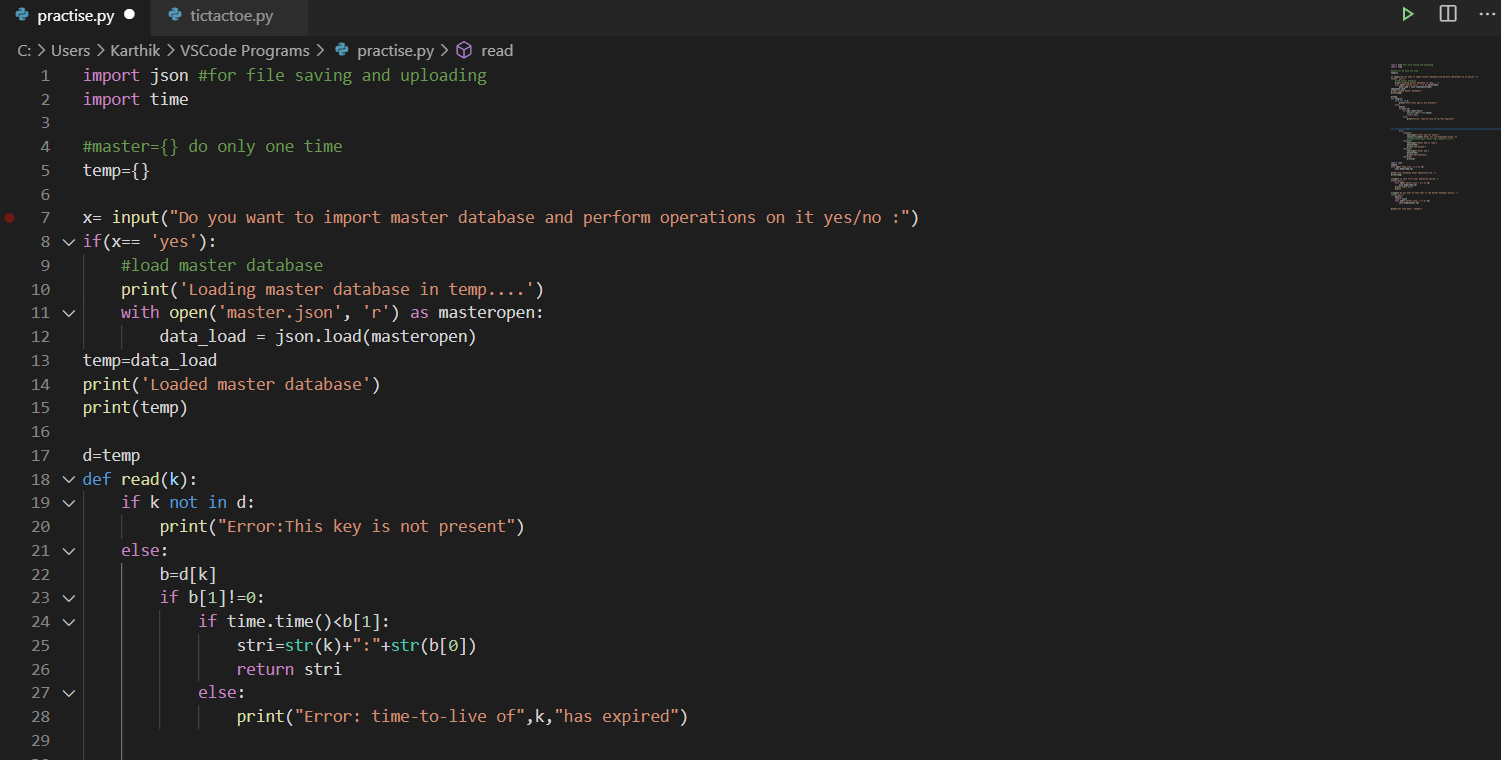 practise.py tictactoe.py
C: > Users > Karthik > VSCode Programs > practise.py > read
1 import json #for file saving and uploading
2 import time
3
4 #master={} do only one time
5 temp={}
6
7 x= input("Do you want to import master database and perform operations on it yes/no :")
8 if(x== 'yes'):
9     #load master database
10     print('Loading master database in temp....')
11     with open('master.json', 'r') as masteropen:
12         data_load = json.load(masteropen)
13 temp=data_load
14 print('Loaded master database')
15 print(temp)
16
17 d=temp
18 def read(k):
19     if k not in d:
20         print("Error:This key is not present")
21     else:
22         b=d[k]
23         if b[1]!=0:
24             if time.time()<b[1]:
25                 stri=str(k)+":"+str(b[0])
26                 return stri
27             else:
28                 print("Error: time-to-live of",k,"has expired")
29